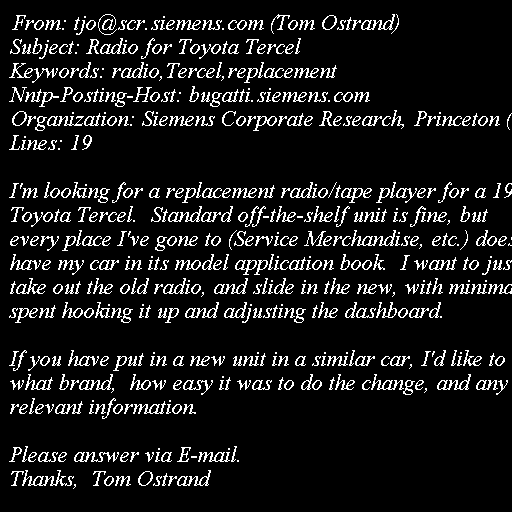 From: tjo@scr.siemens.com (Tom Ostrand)
Subject: Radio for Toyota Tercel
Keywords: radio,Tercel,replacement
Nntp-Posting-Host: bugatti.siemens.com
Organization: Siemens Corporate Research, Princeton (
Lines: 19

I'm looking for a replacement radio/tape player for a 19
Toyota Tercel.  Standard off-the-shelf unit is fine, but
every place I've gone to (Service Merchandise, etc.) does
have my car in its model application book.  I want to jus
take out the old radio, and slide in the new, with minima
spent hooking it up and adjusting the dashboard.

If you have put in a new unit in a similar car, I'd like to
what brand,  how easy it was to do the change, and any
relevant information.

Please answer via E-mail.
Thanks,  Tom Ostrand